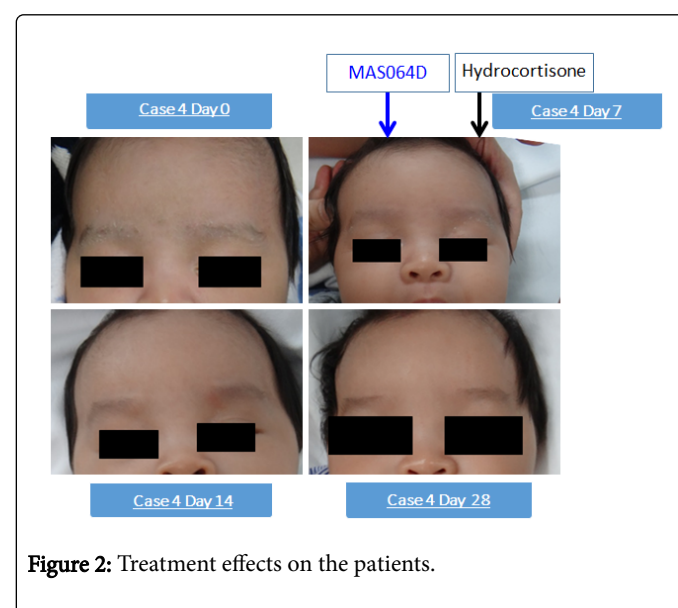 MAS064D
Hydrocortisone
Case 4 Day 0
Case 4 Day 7
Case 4 Day 14
Case 4 Day 28
Figure 2: Treatment effects on the patients.